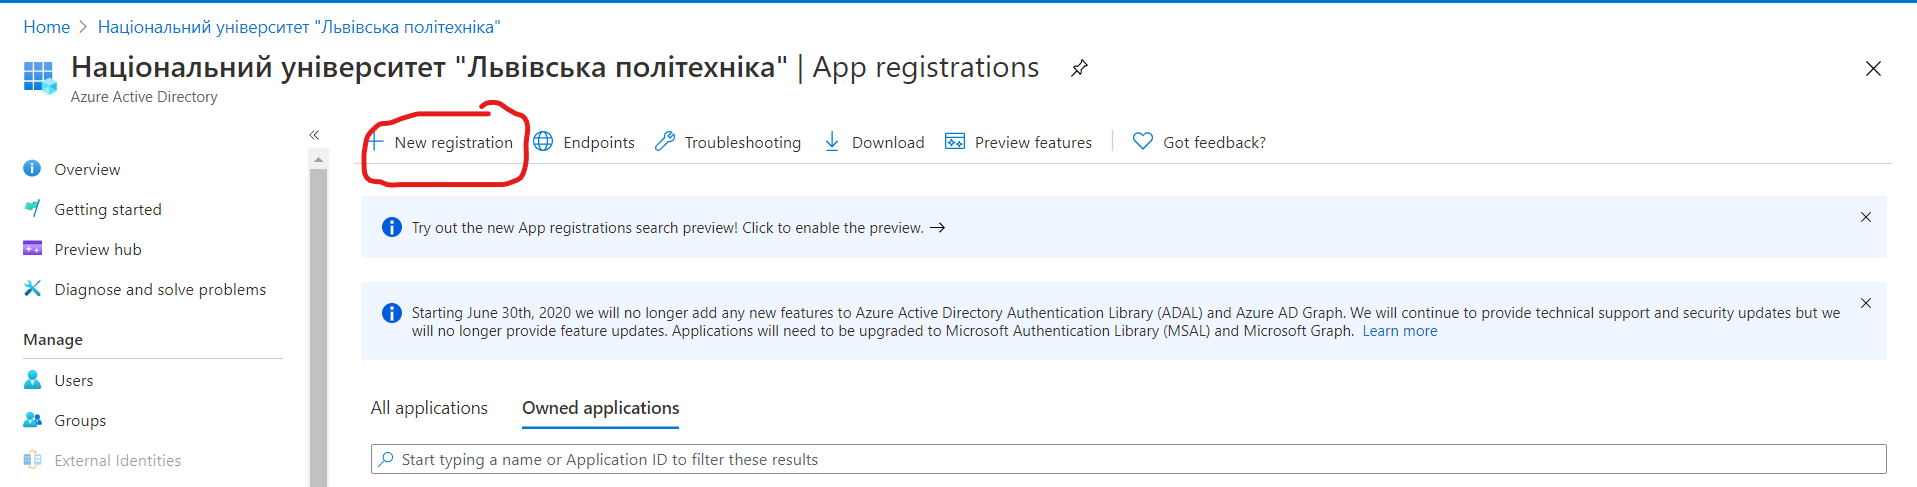 Home > Національний університет "Львівська політехніка"
Національний університет "Львівська політехніка" | App registrations
Azure Active Directory
«
New registration
Endpoints
Troubleshooting
Download
Preview features
Got feedback?
Overview
Getting started
Preview hub
Diagnose and solve problems
Manage
Users
Groups
External Identities
Try out the new App registrations search preview! Click to enable the preview. →
Starting June 30th, 2020 we will no longer add any new features to Azure Active Directory Authentication Library (ADAL) and Azure AD Graph. We will continue to provide technical support and security updates but we
will no longer provide feature updates. Applications will need to be upgraded to Microsoft Authentication Library (MSAL) and Microsoft Graph. Learn more
All applications
Owned applications
Start typing a name or Application ID to filter these results